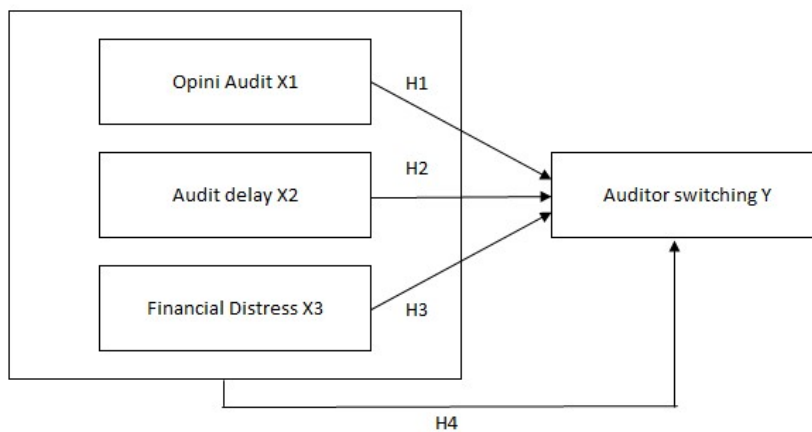 Opini Audit X1
H1
Audit delay X2
H2
Auditor switching Y
Financial Distress X3
H3
H4